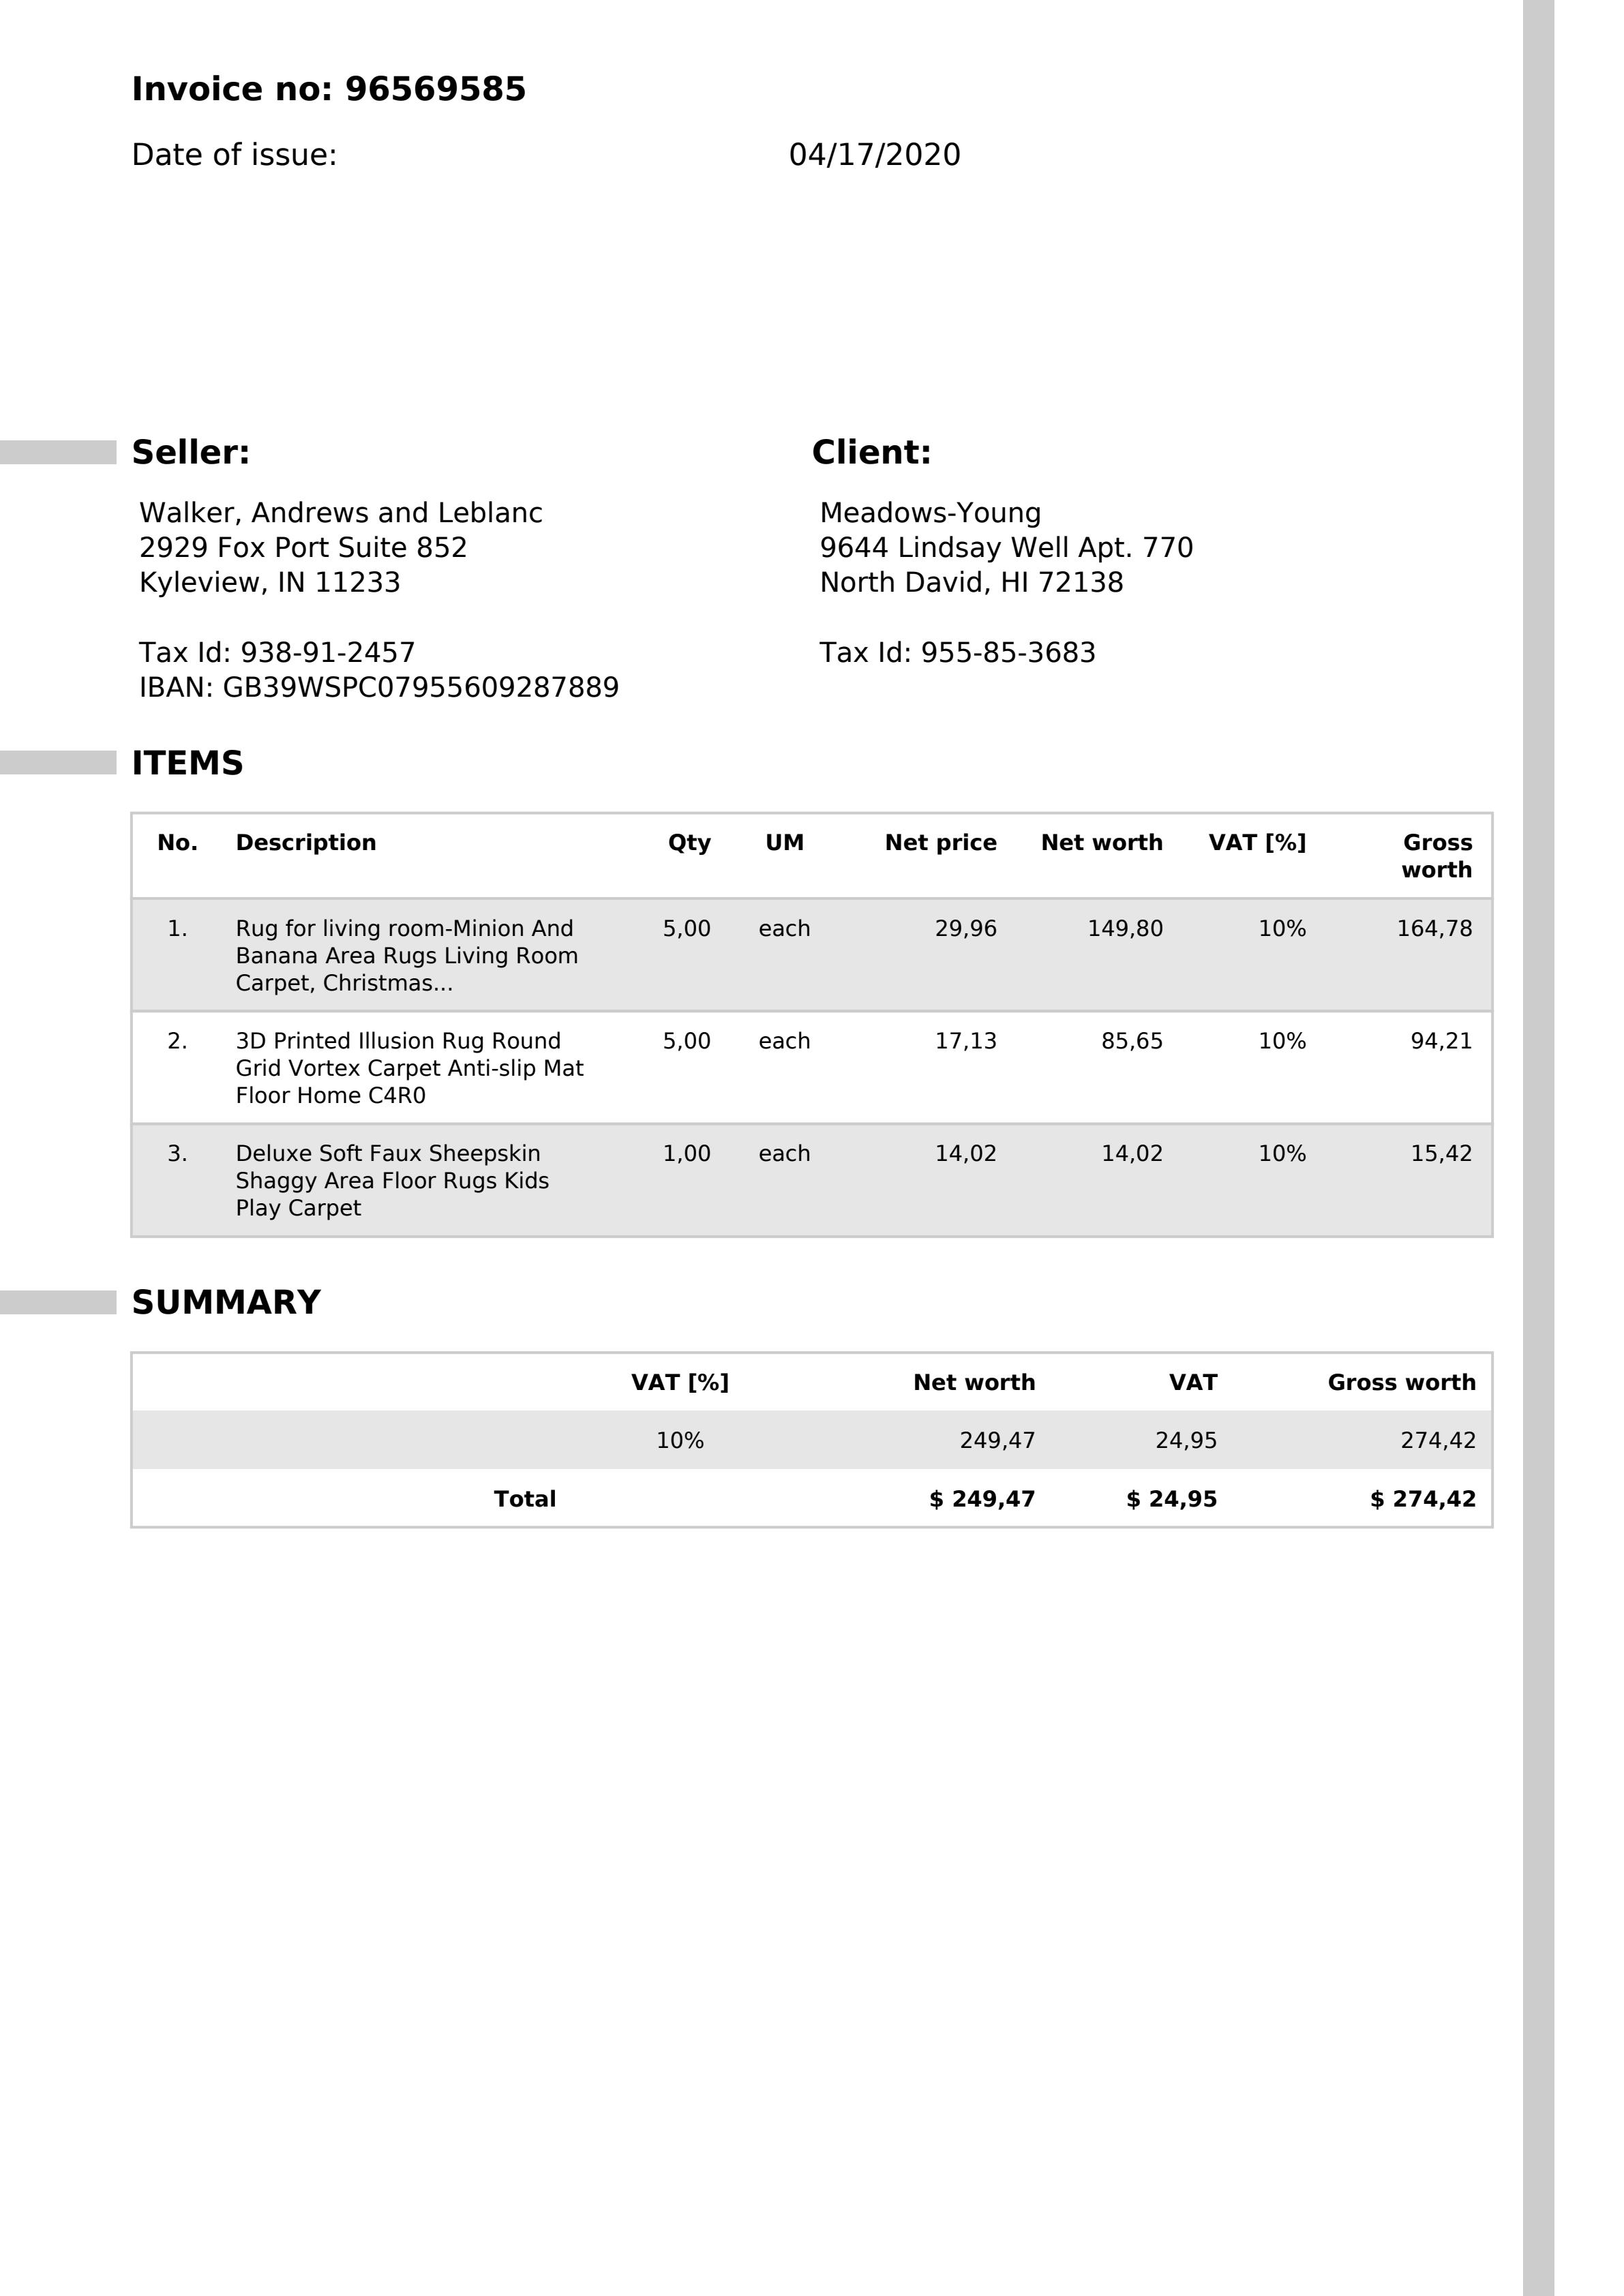 Invoice no: 96569585
Date of issue: 04/17/2020
Seller:
Walker, Andrews and Leblanc
2929 Fox Port Suite 852
Kyleview, IN 11233
Tax Id: 938-91-2457
IBAN: GB39WSPC07955609287889
Client:
Meadows-Young
9644 Lindsay Well Apt. 770
North David, HI 72138
Tax Id: 955-85-3683
ITEMS
No. Description Qty UM Net price Net worth VAT [%] Gross
worth
1. Rug for living room-Minion And 5,00 each 29,96 149,80 10% 164,78
Banana Area Rugs Living Room
Carpet, Christmas...
2. 3D Printed Illusion Rug Round 5,00 each 17,13 85,65 10% 94,21
Grid Vortex Carpet Anti-slip Mat
Floor Home C4R0
3. Deluxe Soft Faux Sheepskin 1,00 each 14,02 14,02 10% 15,42
Shaggy Area Floor Rugs Kids
Play Carpet
SUMMARY
VAT [%] Net worth VAT Gross worth
10% 249,47 24,95 274,42
Total $ 249,47 $ 24,95 $ 274,42